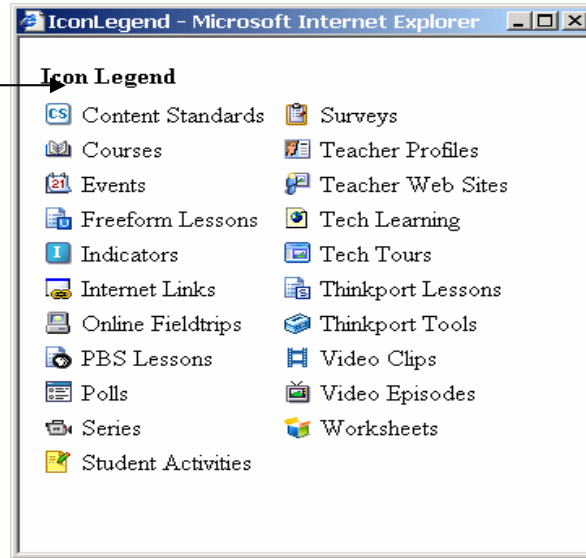 IconLegend - Microsoft Internet Explorer
Icon Legend
CS Content Standards
Courses
21 Events
Freeform Lessons
I Indicators
Internet Links
Online Fieldtrips
PBS Lessons
Polls
Series
Student Activities
Surveys
Teacher Profiles
Teacher Web Sites
Tech Learning
Tech Tours
S Thinkport Lessons
Thinkport Tools
Video Clips
Video Episodes
Worksheets